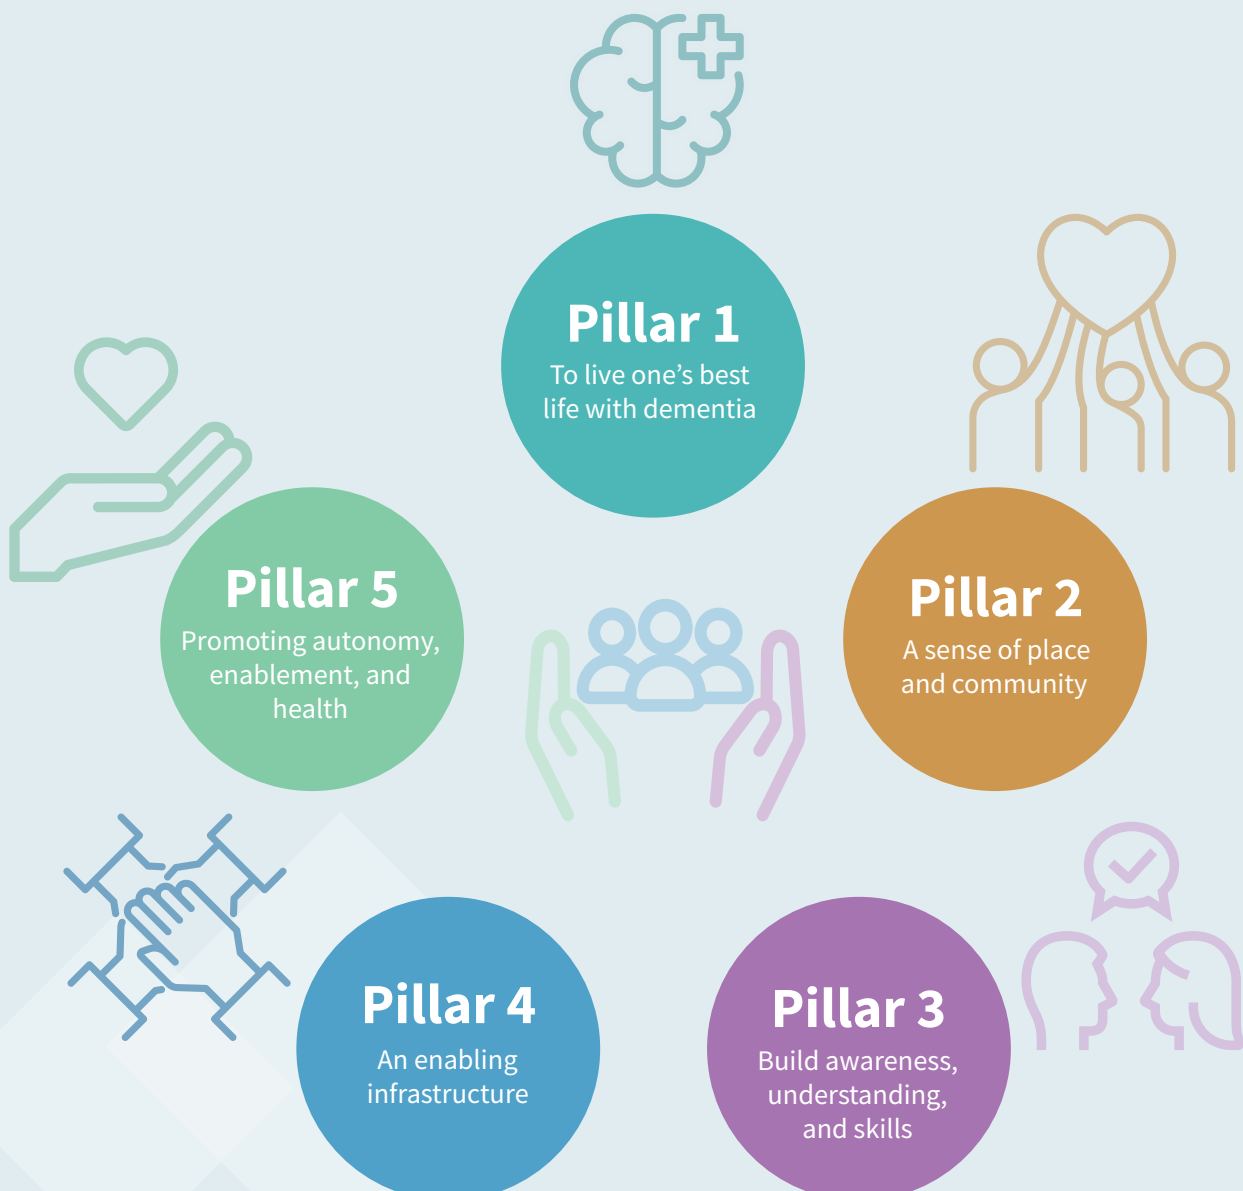 Pillar 1
To live one’s best
life with dementia
Pillar 2
A sense of place
and community
Pillar 3
Build awareness,
understanding,
and skills
Pillar 4
An enabling
infrastructure
Pillar 5
Promoting autonomy,
enablement, and
health